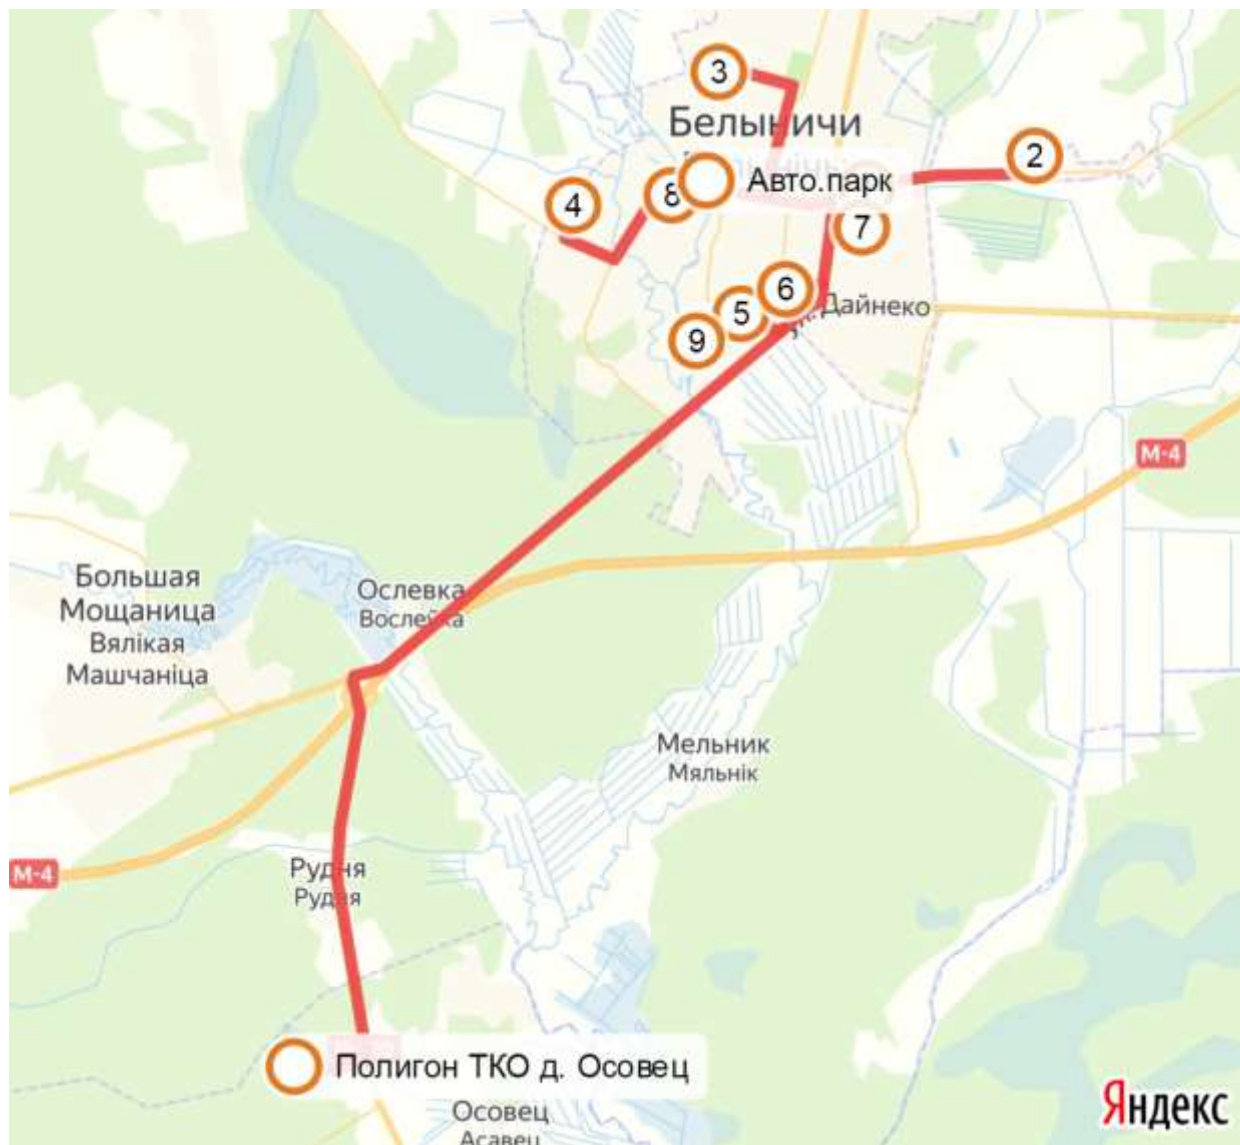 3
Белыничи
2
Авто.парк
8
4
7
6
Дайнеко
5
9
М-4
Ослевка
Вослеўка
Большая
Мощаница
Вялікая
Машчаніца
Мельник
Мяльнік
М-4
Рудня
Рудня
Полигон ТКО д. Осовец
Осовец
Асавец
Яндекс